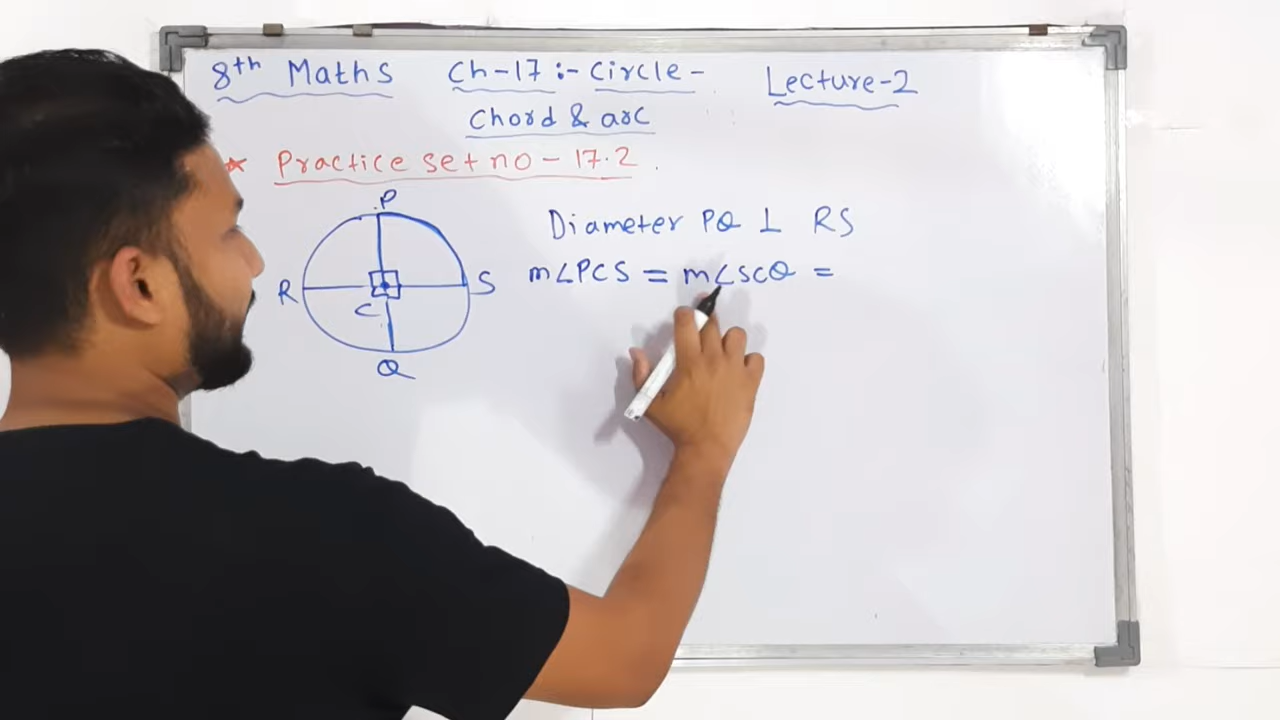 8th Maths Ch-17 :- Circle - Lecture-2
Chord & arc
* Practice set no - 17.2.
P
Diameter PQ ⊥ RS
m∠PCS = m∠SCQ =
R S
C
Q